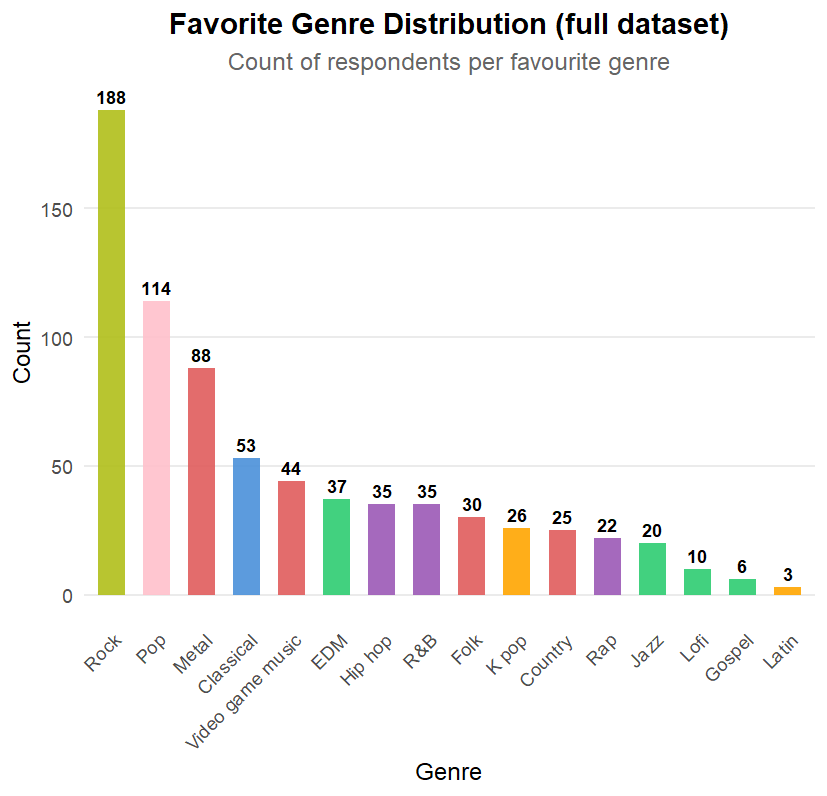 Favorite Genre Distribution (full dataset)
Count of respondents per favourite genre
188
150
114
100
88
53
50
44
37
35
35
30
26
25
22
20
10
6
3
0
Count
Rock
Pop
Metal
Classical
Video game music
EDM
Hip hop
R&B
Folk
K pop
Country
Rap
Jazz
Lofi
Gospel
Latin
Genre